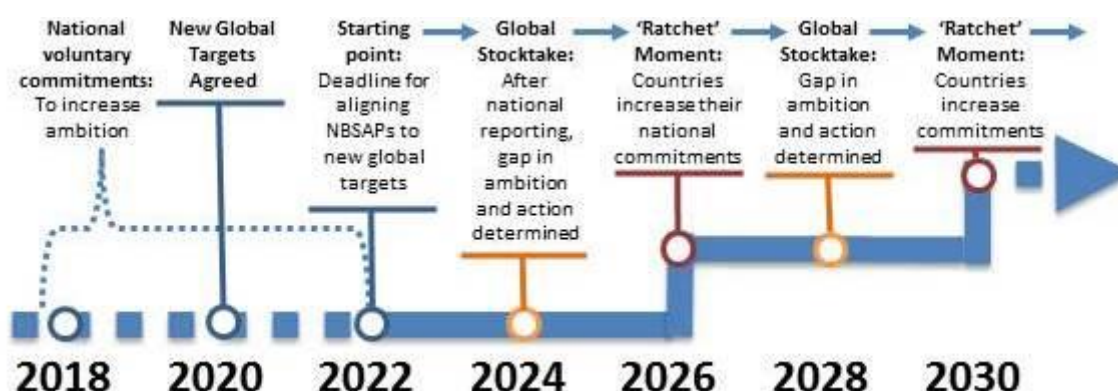 National
voluntary
commitments:
To increase
ambition
New Global
Targets
Agreed
Starting
point:
Deadline for
aligning
NBSAPs to
new global
targets
Global
Stocktake:
After
national
reporting,
gap in
ambition
and action
determined
‘Ratchet’
Moment:
Countries
increase their
national
commitments
Global
Stocktake:
Gap in
ambition
and action
determined
‘Ratchet’
Moment:
Countries
increase
commitments
2018
2020
2022
2024
2026
2028
2030